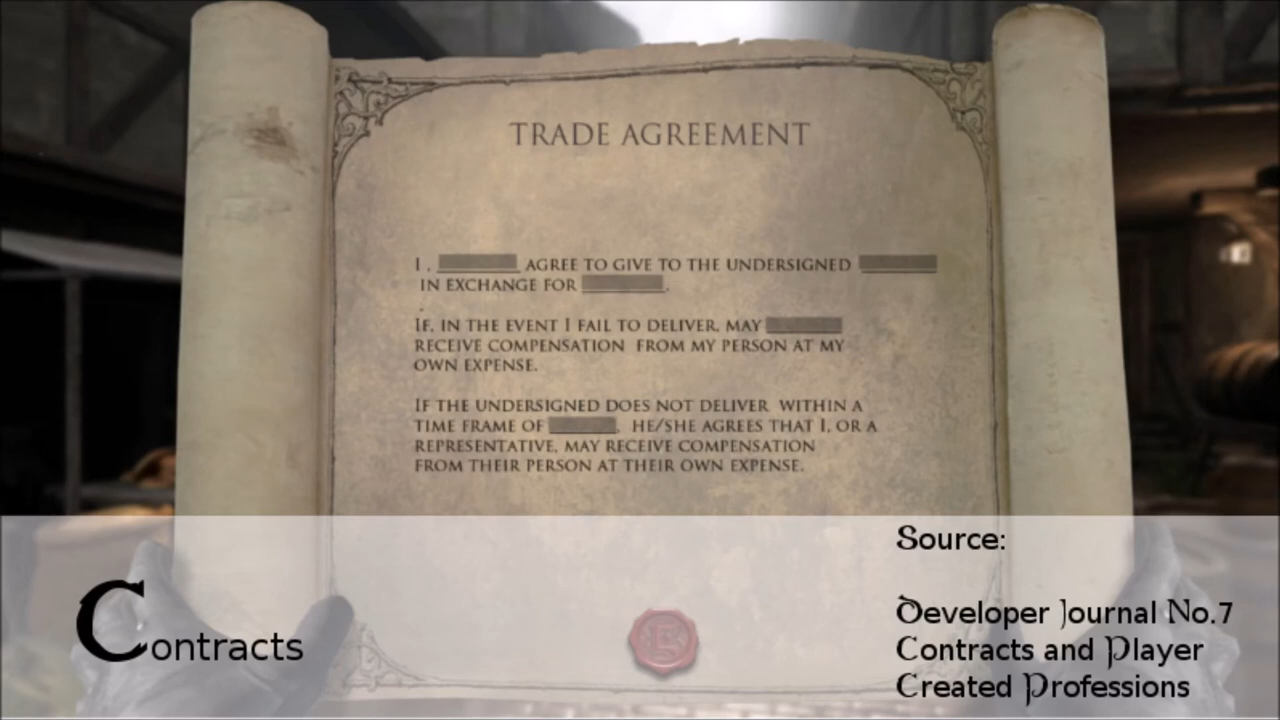 TRADE AGREEMENT
I, AGREE TO GIVE TO THE UNDERSIGNED
IN EXCHANGE FOR .
IF, IN THE EVENT I FAIL TO DELIVER, MAY
RECEIVE COMPENSATION FROM MY PERSON AT MY
OWN EXPENSE.
IF THE UNDERSIGNED DOES NOT DELIVER WITHIN A
TIME FRAME OF , HE/SHE AGREES THAT I, OR A
REPRESENTATIVE, MAY RECEIVE COMPENSATION
FROM THEIR PERSON AT THEIR OWN EXPENSE.
Contracts
Source:
Developer Journal No.7
Contracts and Player
Created Professions